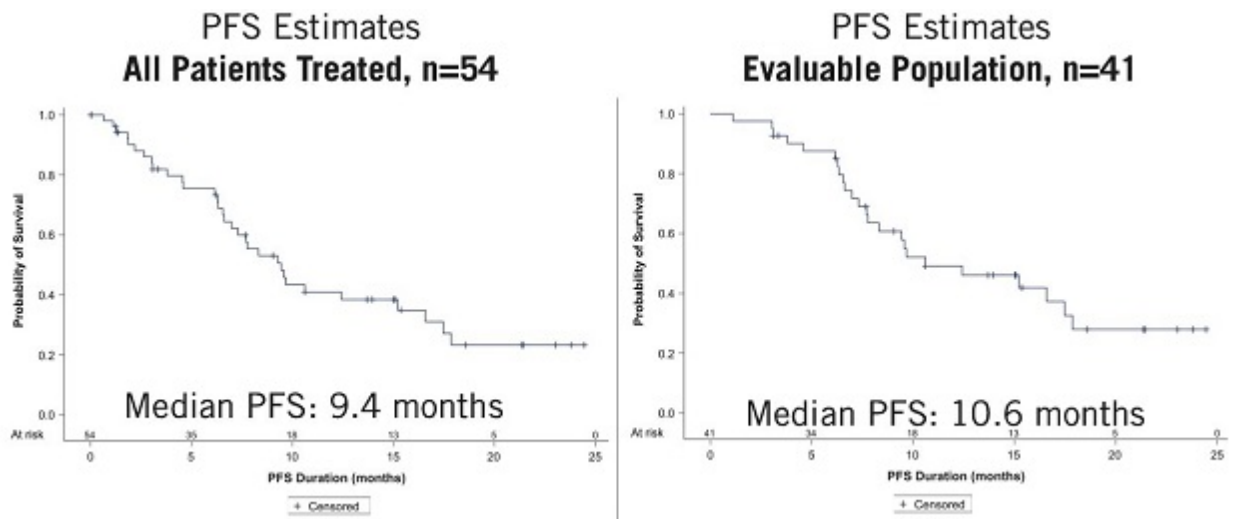 PFS Estimates
All Patients Treated, n=54
1.0
0.8
0.6
0.4
0.2
0.0
Probability of Survival
Median PFS: 9.4 months
At risk
54 35 18 13 5 0
0 5 10 15 20 25
PFS Duration (months)
+ Censored
PFS Estimates
Evaluable Population, n=41
1.0
0.8
0.6
0.4
0.2
0.0
Probability of Survival
Median PFS: 10.6 months
At risk
41 34 18 13 5 0
0 5 10 15 20 25
PFS Duration (months)
+ Censored